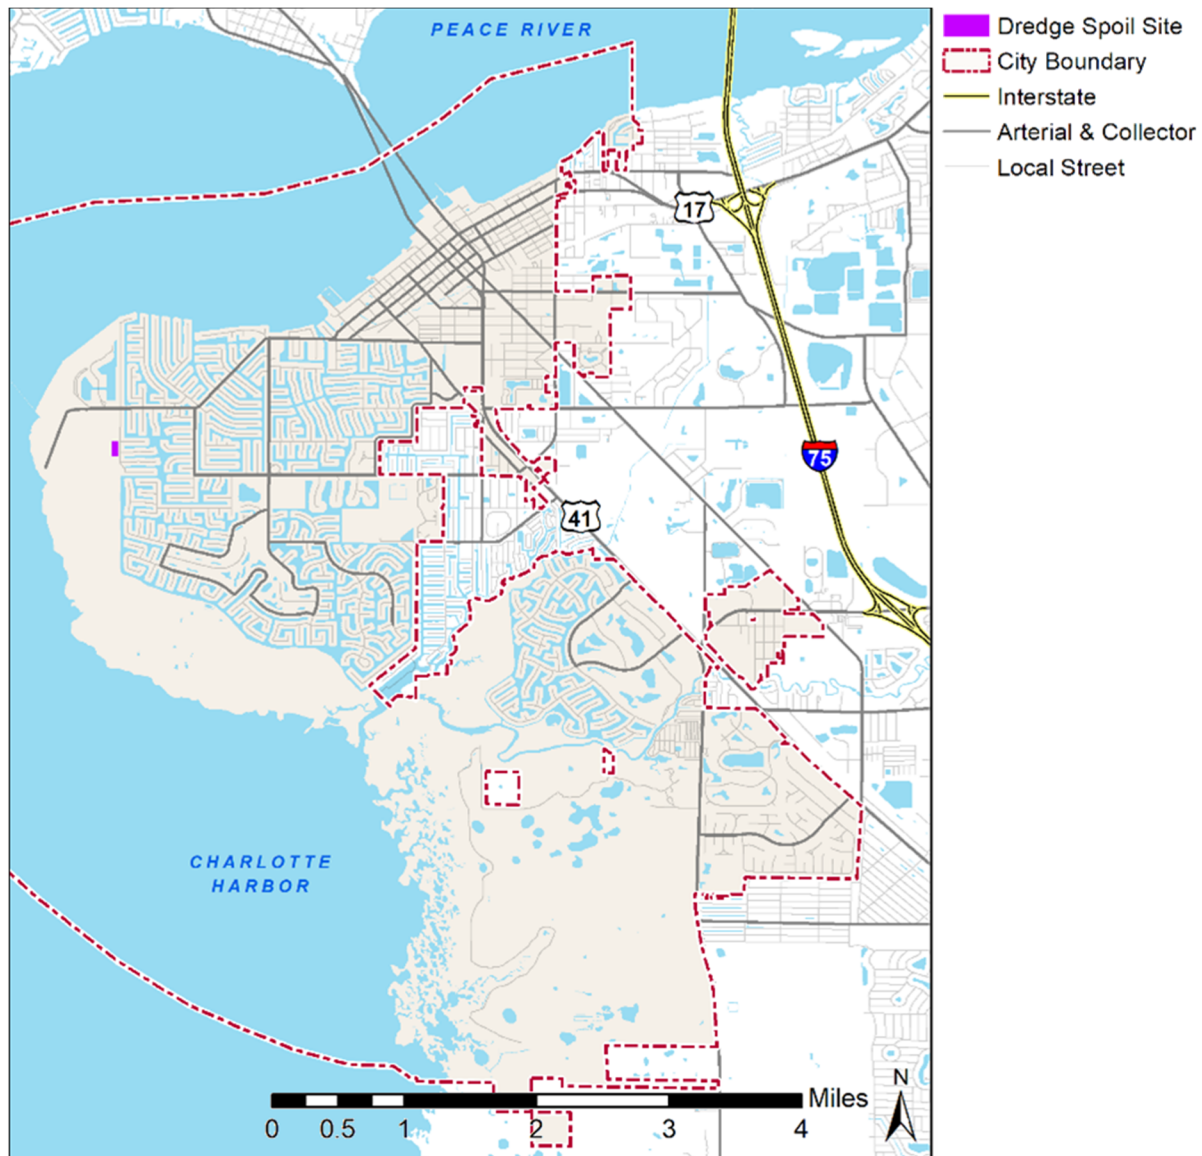 PEACE RIVER
Dredge Spoil Site
City Boundary
Interstate
Arterial & Collector
Local Street
17
75
41
CHARLOTTE
HARBOR
N
Miles
0 0.5 1 2 3 4